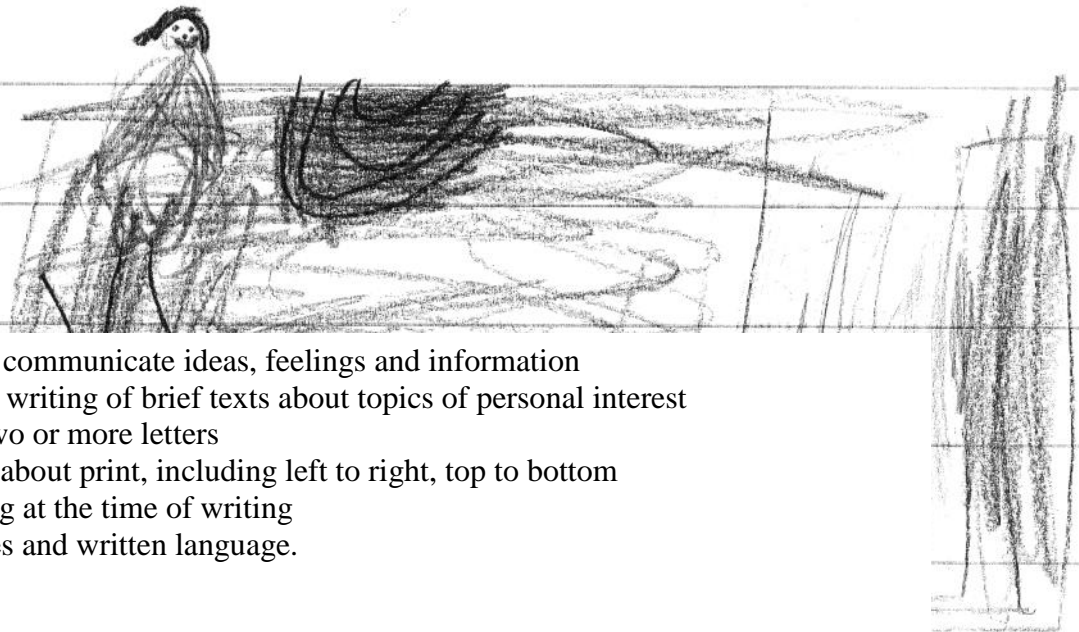 communicate ideas, feelings and information
writing of brief texts about topics of personal interest
or more letters
about print, including left to right, top to bottom
at the time of writing
and written language.